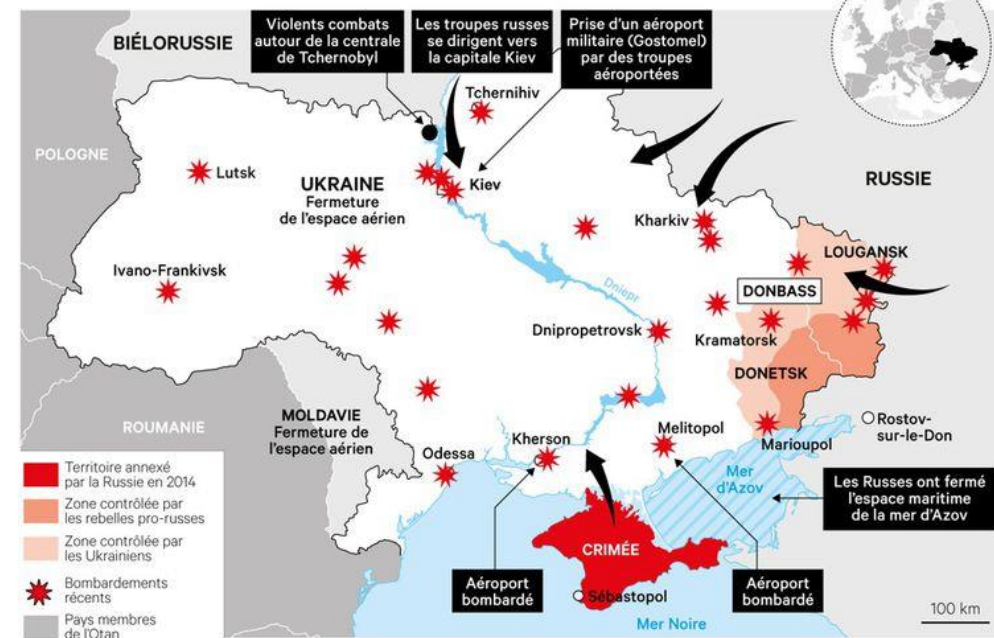 BIÉLORUSSIE
Violents combats
autour de la centrale
de Tchernobyl
Les troupes russes
se dirigent vers
la capitale Kiev
Prise d'un aéroport
militaire (Gostomel)
par des troupes
aéroportées
Tchernihiv
POLOGNE
Lutsk
UKRAINE
Fermeture
de l'espace aérien
Kiev
RUSSIE
Kharkiv
LOUGANSK
Ivano-Frankivsk
Dniepr
DONBASS
Dnipropetrovsk
Kramatorsk
DONETSK
MOLDAVIE
Fermeture de
l'espace aérien
ROUMANIE
Kherson
Melitopol
Marioupol
Rostov-
sur-le-Don
Odessa
Mer
d'Azov
Les Russes ont fermé
l'espace maritime
de la mer d'Azov
Territoire annexé
par la Russie en 2014
Zone contrôlée par
les rebelles pro-russes
Zone contrôlée par
les Ukrainiens
Bombardements
récents
Pays membres
de l'Otan
CRIMÉE
Aéroport
bombardé
Aéroport
bombardé
Sébastopol
Mer Noire
100 km